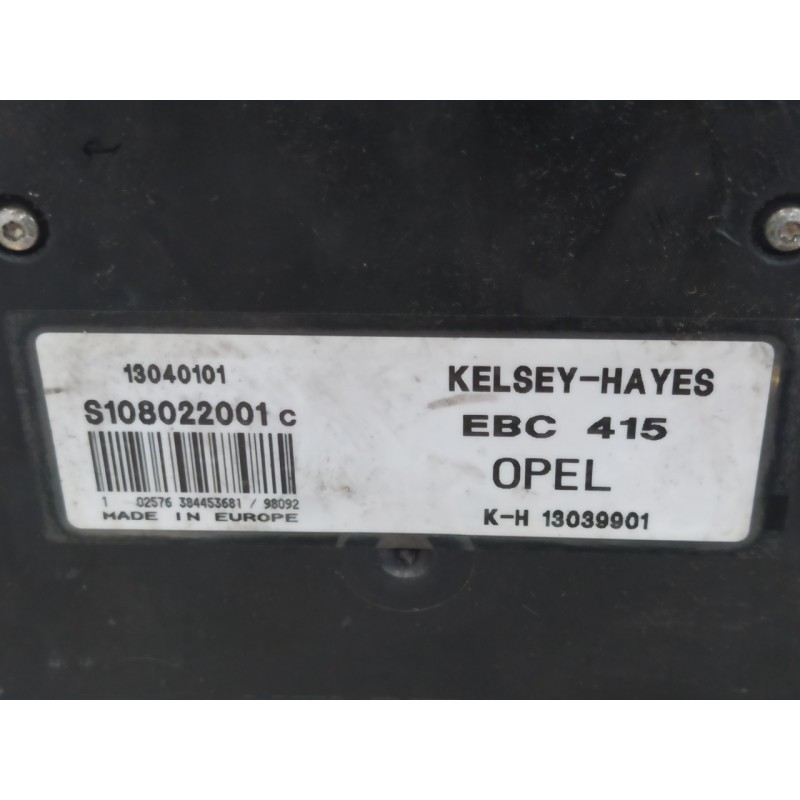 13040101
S108022001 C
1 02576 384453681 / 98092
MADE IN EUROPE
KELSEY-HAYES
EBC 415
OPEL
K-H 13039901